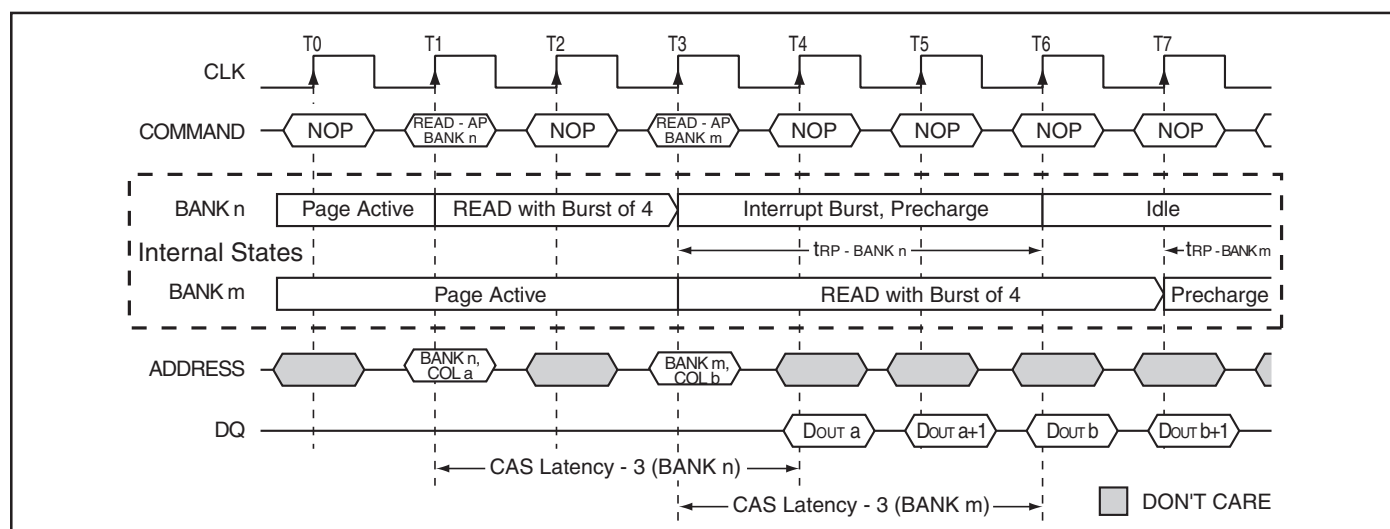 T0 T1 T2 T3 T4 T5 T6 T7
CLK
COMMAND NOP READ - AP BANK n NOP READ - AP BANK m NOP NOP NOP NOP
BANK n Page Active READ with Burst of 4 Interrupt Burst, Precharge Idle
Internal States tRP - BANK n tRP - BANK m
BANK m Page Active READ with Burst of 4 Precharge
ADDRESS BANK n, COL a BANK m, COL b
DQ DOUT a DOUT a+1 DOUT b DOUT b+1
CAS Latency - 3 (BANK n)
CAS Latency - 3 (BANK m) DON'T CARE